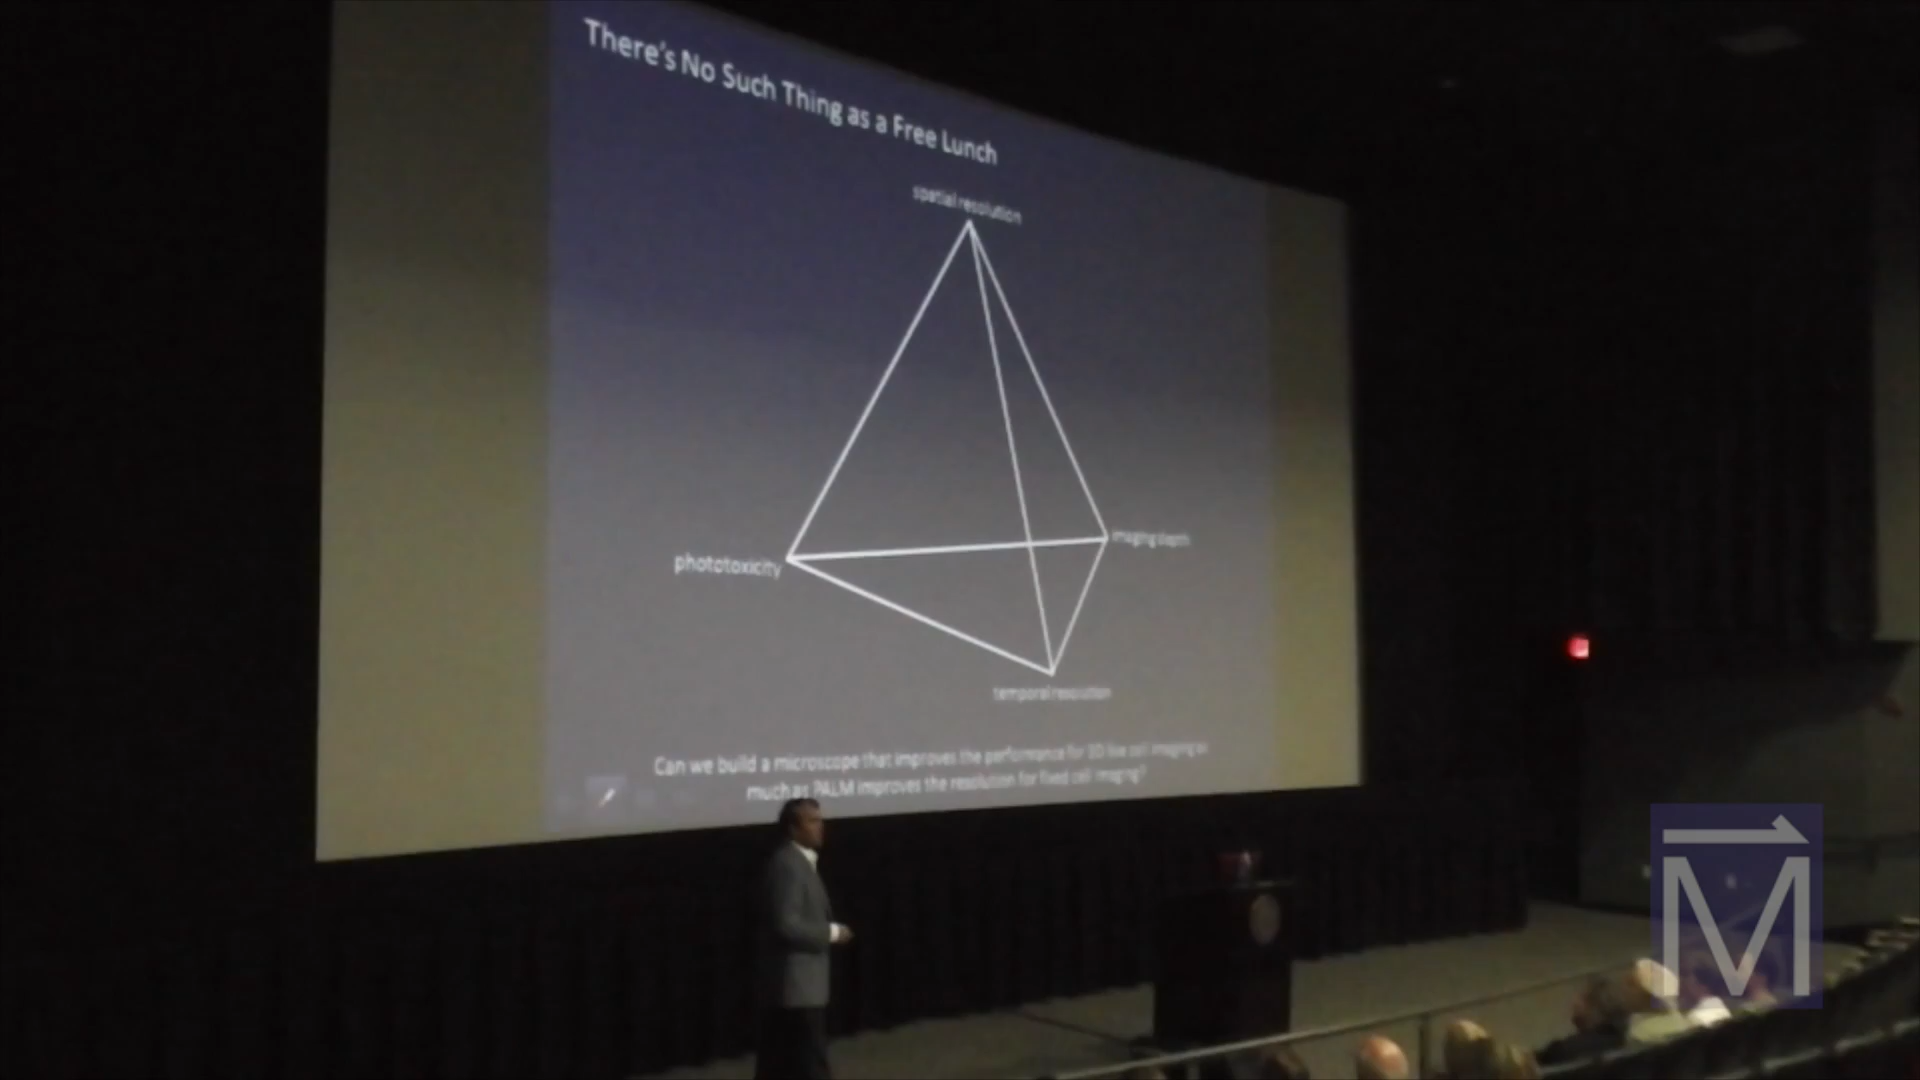 There's No Such Thing as a Free Lunch
spatial resolution
imaging depth
phototoxicity
temporal resolution
Can we build a microscope that improves the performance for 3D live cell imaging as
much as PALM improves the resolution for fixed cell imaging?
M